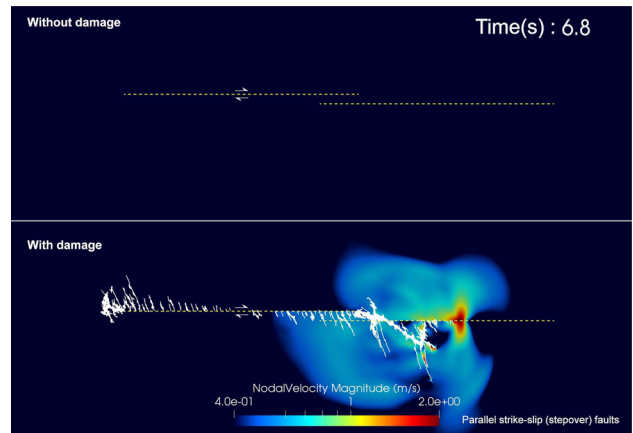 Without damage
Time(s) : 6.8
With damage
NodalVelocity Magnitude (m/s)
4.0e-01 1 2.0e+00
Parallel strike-slip (stepover) faults